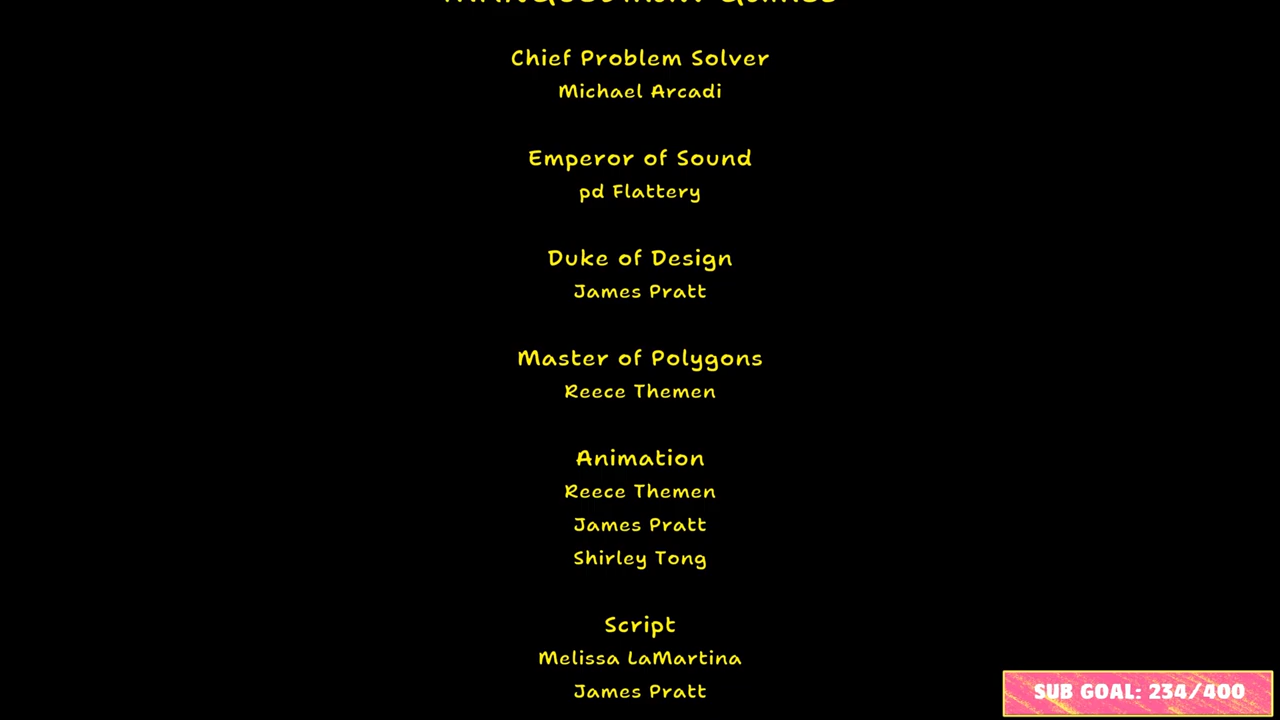 Games
Chief Problem Solver
Michael Arcadi
Emperor of Sound
pd Flattery
Duke of Design
James Pratt
Master of Polygons
Reece Themen
Animation
Reece Themen
James Pratt
Shirley Tong
Script
Melissa LaMartina
James Pratt
SUB GOAL: 234/400